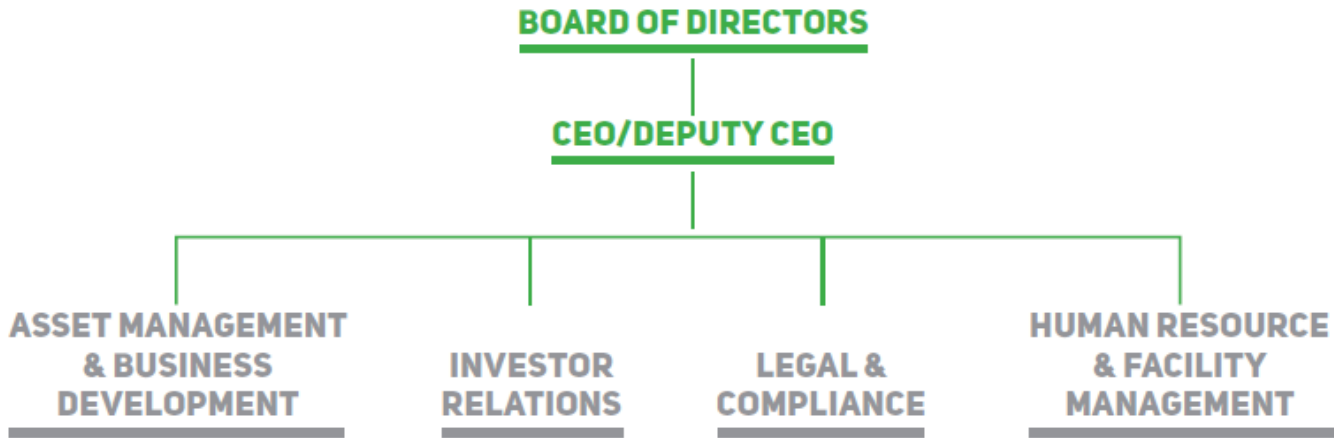 BOARD OF DIRECTORS
CEO/DEPUTY CEO
ASSET MANAGEMENT
& BUSINESS
DEVELOPMENT
INVESTOR
RELATIONS
LEGAL &
COMPLIANCE
HUMAN RESOURCE
& FACILITY
MANAGEMENT